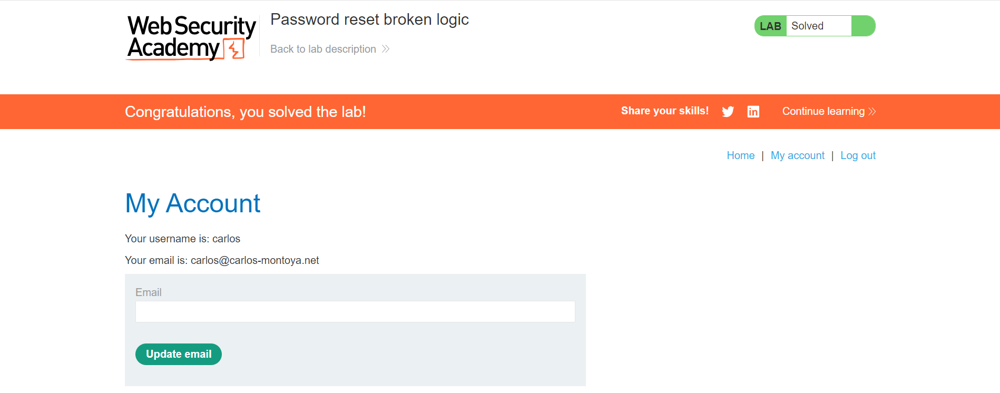 Web Security
Academy
Password reset broken logic
Back to lab description
LAB Solved
Congratulations, you solved the lab!
Share your skills!
in
Continue learning
Home | My account | Log out
My Account
Your username is: carlos
Your email is: carlos@carlos-montoya.net
Email
Update email